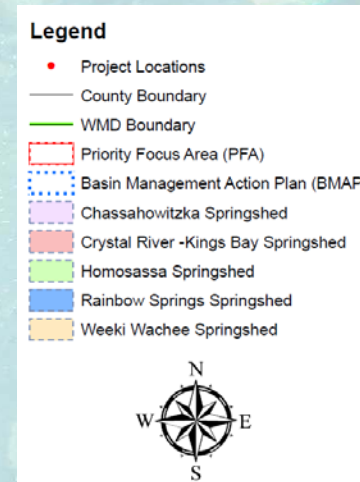 Legend
Project Locations
County Boundary
WMD Boundary
Priority Focus Area (PFA)
Basin Management Action Plan (BMAP
Chassahowitzka Springshed
Crystal River -Kings Bay Springshed
Homosassa Springshed
Rainbow Springs Springshed
Weeki Wachee Springshed
N
W E
S